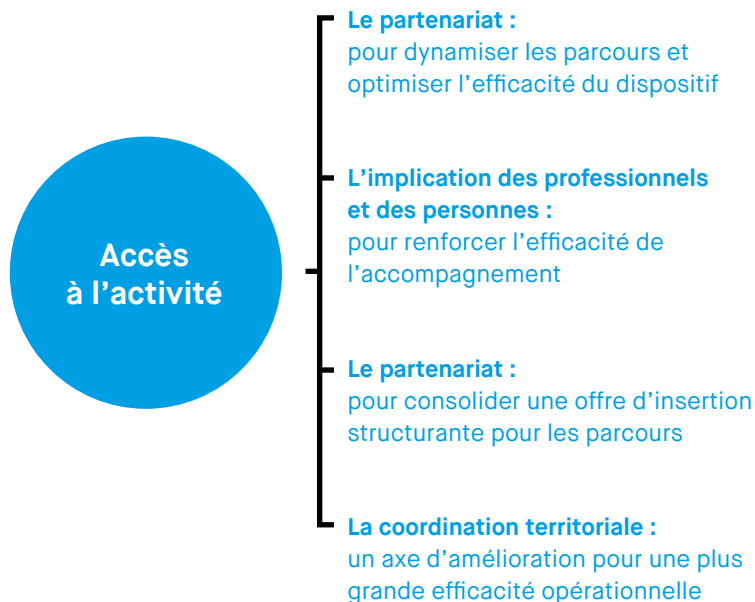 Le partenariat :
pour dynamiser les parcours et
optimiser l’efficacité du dispositif
L’implication des professionnels
et des personnes :
pour renforcer l’efficacité de
l’accompagnement
Accès
à l’activité
Le partenariat :
pour consolider une offre d’insertion
structurante pour les parcours
La coordination territoriale :
un axe d’amélioration pour une plus
grande efficacité opérationnelle